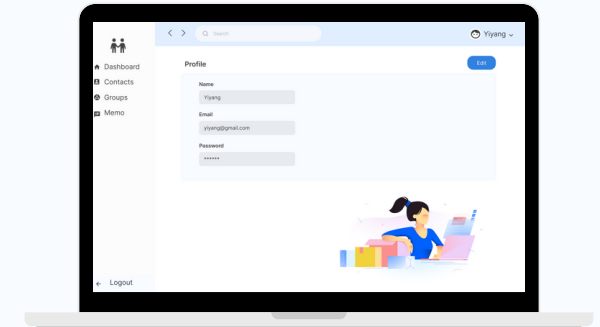 Search
Yiyang
Dashboard
Contacts
Groups
Memo
Logout
Profile
Edit
Name
Yiyang
Email
yiyang@gmail.com
Password
••••••